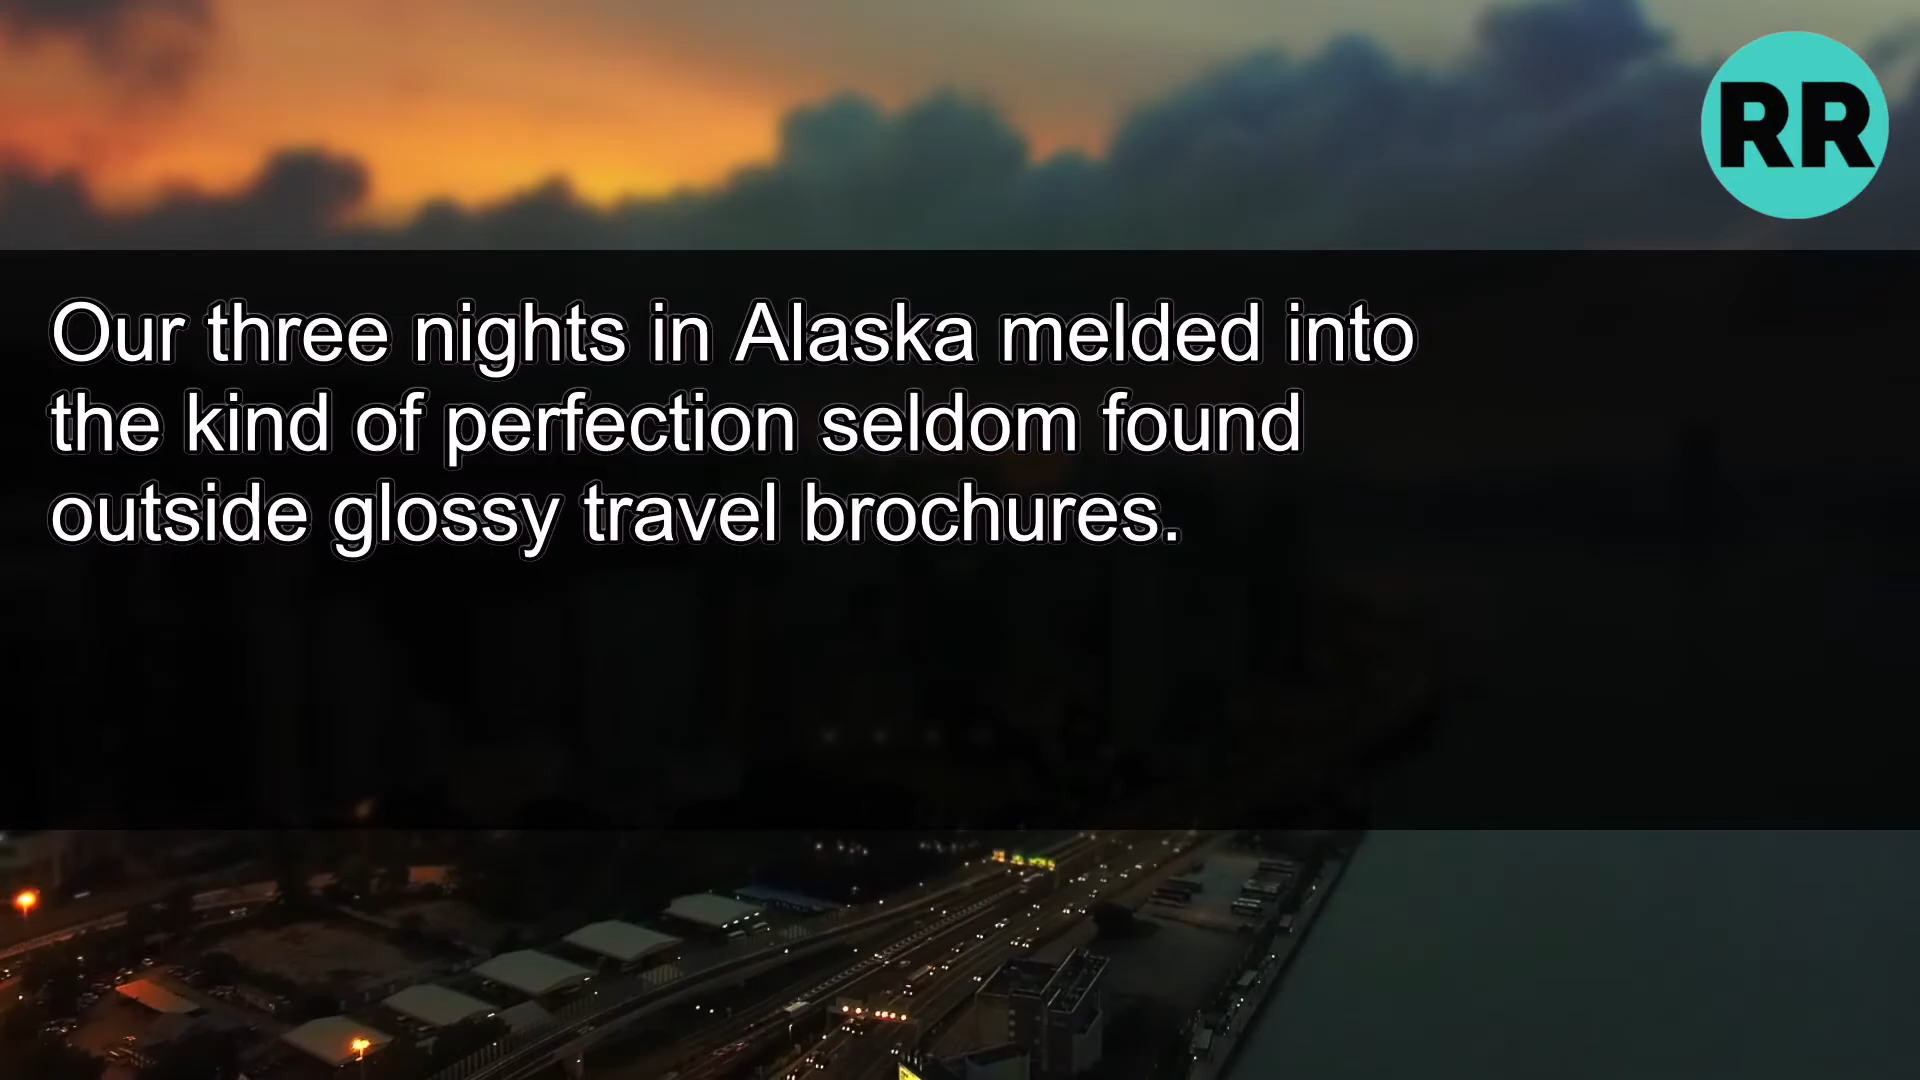 RR
Our three nights in Alaska melded into
the kind of perfection seldom found
outside glossy travel brochures.